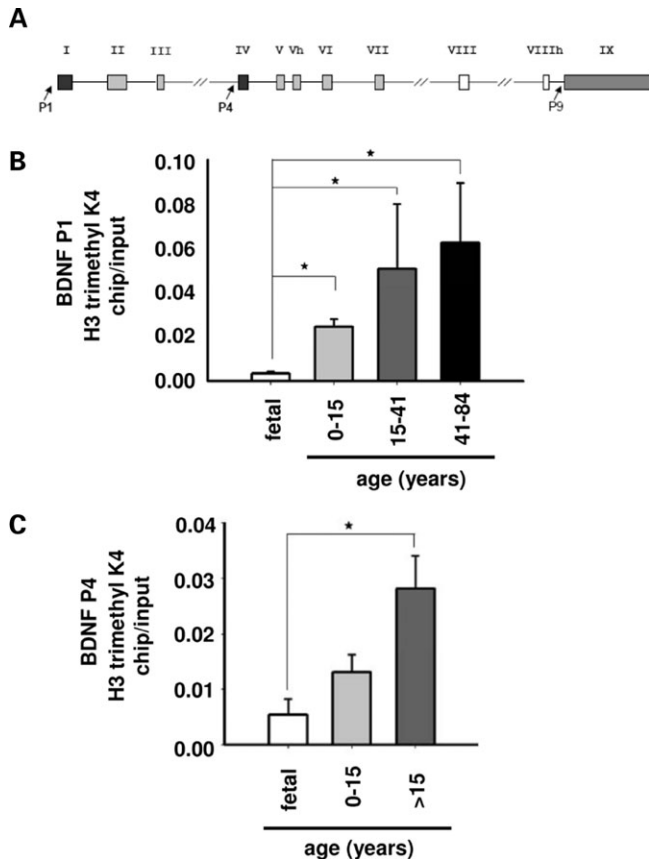 A
I II III IV V Vh VI VII VIII VIIIh IX
P1 P4 P9
B
BDNF P1
H3 trimethyl K4
chip/input
0.10
0.08
0.06
0.04
0.02
0.00
★
★
★
fetal
0-15
15-41
41-84
age (years)
C
BDNF P4
H3 trimethyl K4
chip/input
0.04
0.03
0.02
0.01
0.00
★
fetal
0-15
>15
age (years)